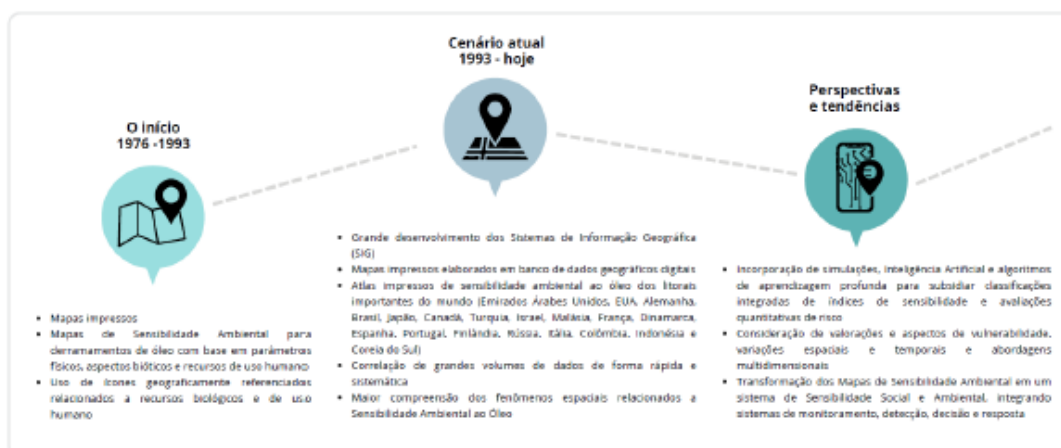 O início
1976 -1993
• Mapas impressos
• Mapas de Sensibilidade Ambiental para
derramamentos de óleo com base em parâmetros
físicos, aspectos bióticos e recursos de uso humano
• Uso de ícones geograficamente referenciados
relacionados a recursos biológicos e de uso
humano
Cenário atual
1993 - hoje
• Grande desenvolvimento dos Sistemas de Informação Geográfica
(SIG)
• Mapas impressos elaborados em banco de dados geográficos digitais
• Atlas impressos de sensibilidade ambiental ao óleo dos litorais
importantes do mundo (Emirados Árabes Unidos, EUA, Alemanha,
Brasil, Japão, Canadá, Turquia, Israel, Malásia, França, Dinamarca,
Espanha, Portugal, Finlândia, Rússia, Itália, Colômbia, Indonésia e
Coreia do Sul)
• Correlação de grandes volumes de dados de forma rápida e
sistemática
• Maior compreensão dos fenômenos espaciais relacionados a
Sensibilidade Ambiental ao Óleo
Perspectivas
e tendências
• Incorporação de simulações, Inteligência Artificial e algoritmos
de aprendizagem profunda para subsidiar classificações
integradas de índices de sensibilidade e avaliações
quantitativas de risco
• Consideração de valorações e aspectos de vulnerabilidade,
variações espaciais e temporais e abordagens
multidimensionais
• Transformação dos Mapas de Sensibilidade Ambiental em um
sistema de Sensibilidade Social e Ambiental, integrando
sistemas de monitoramento, detecção, decisão e resposta